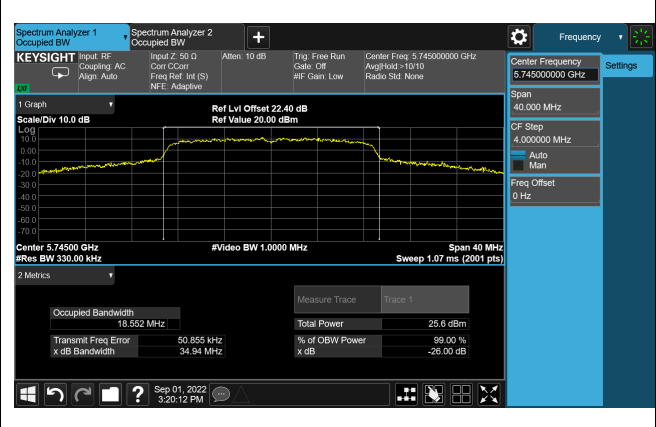 Spectrum Analyzer 1
Occupied BW
Spectrum Analyzer 2
Occupied BW
Frequency
KEYSIGHT
Input: RF
Coupling: AC
Align: Auto
Input Z: 50 Ω
Corr CCorr
Freq Ref: Int (S)
NFE: Adaptive
Atten: 10 dB
Trig: Free Run
Gate: Off
#IF Gain: Low
Center Freq: 5.745000000 GHz
Avg|Hold:>10/10
Radio Std: None
LXI
Center Frequency
5.745000000 GHz
Settings
Span
40.000 MHz
CF Step
4.000000 MHz
Auto
Man
Freq Offset
0 Hz
1 Graph
Scale/Div 10.0 dB
Ref Lvl Offset 22.40 dB
Ref Value 20.00 dBm
Log
10.0
0.00
-10.0
-20.0
-30.0
-40.0
-50.0
-60.0
-70.0
Center 5.74500 GHz
#Video BW 1.0000 MHz
Span 40 MHz
#Res BW 330.00 kHz
Sweep 1.07 ms (2001 pts)
2 Metrics
Measure Trace
Trace 1
Occupied Bandwidth
18.552 MHz
Total Power
25.6 dBm
Transmit Freq Error
50.855 kHz
% of OBW Power
99.00 %
x dB Bandwidth
34.94 MHz
x dB
-26.00 dB
Sep 01, 2022
3:20:12 PM